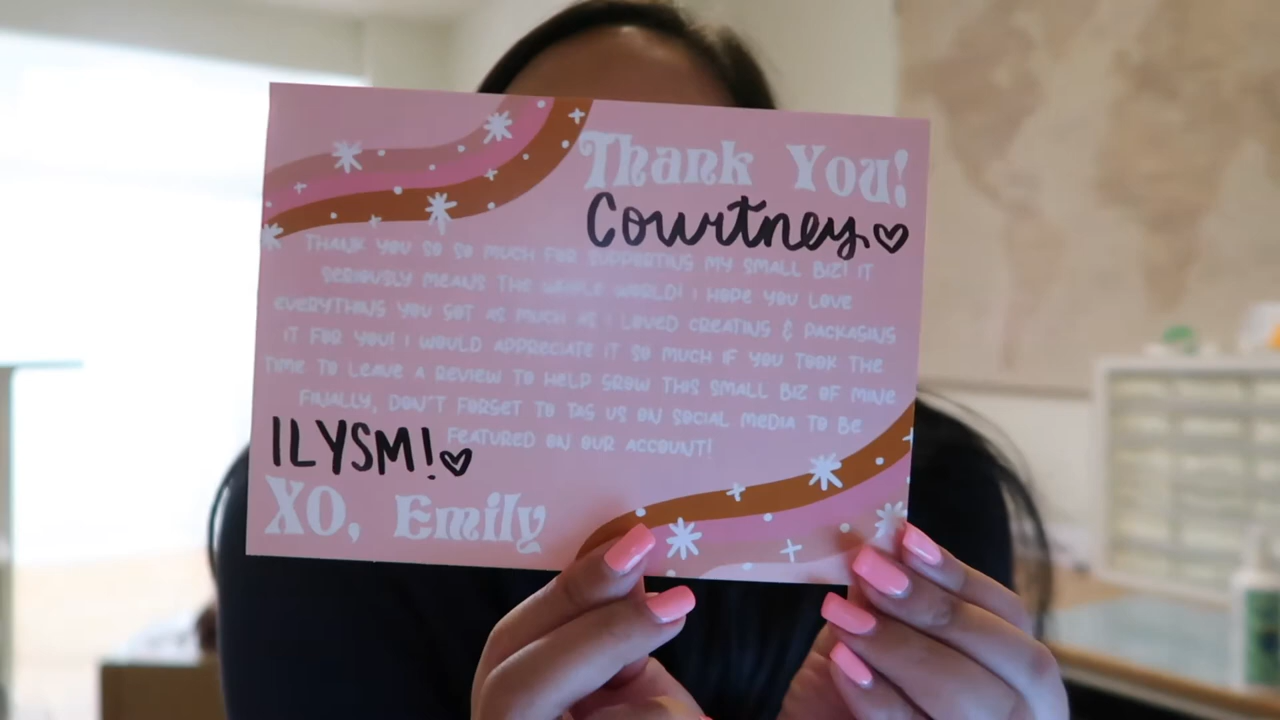 Thank You!
Courtney
THANK YOU SO SO MUCH FOR SUPPORTING MY SMALL BIZ! IT
SERIOUSLY MEANS THE WHOLE WORLD! I HOPE YOU LOVE
EVERYTHING YOU GOT AS MUCH AS I LOVED CREATING & PACKAGING
IT FOR YOU! I WOULD APPRECIATE IT SO MUCH IF YOU TOOK THE
TIME TO LEAVE A REVIEW TO HELP GROW THIS SMALL BIZ OF MINE
FINALLY, DON'T FORGET TO TAG US ON SOCIAL MEDIA TO BE
FEATURED ON OUR ACCOUNT!
ILYSM!
XO, Emily